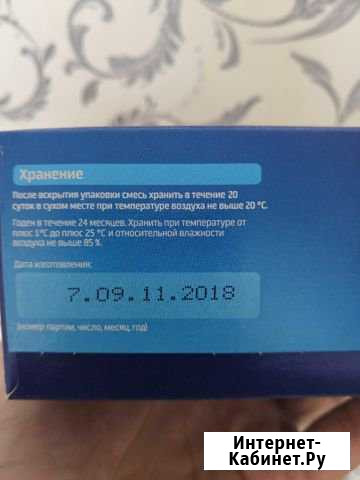 Хранение
После вскрытия упаковки смесь хранить в течение 20
суток в сухом месте при температуре воздуха не выше 20 °С.
Годен в течение 24 месяцев. Хранить при температуре от
плюс 1°С до плюс 25 °С и относительной влажности
воздуха не выше 85 %.
Дата изготовления:
7.09.11.2018
(номер партии, число, месяц, год)
Интернет-
Кабинет.Ру